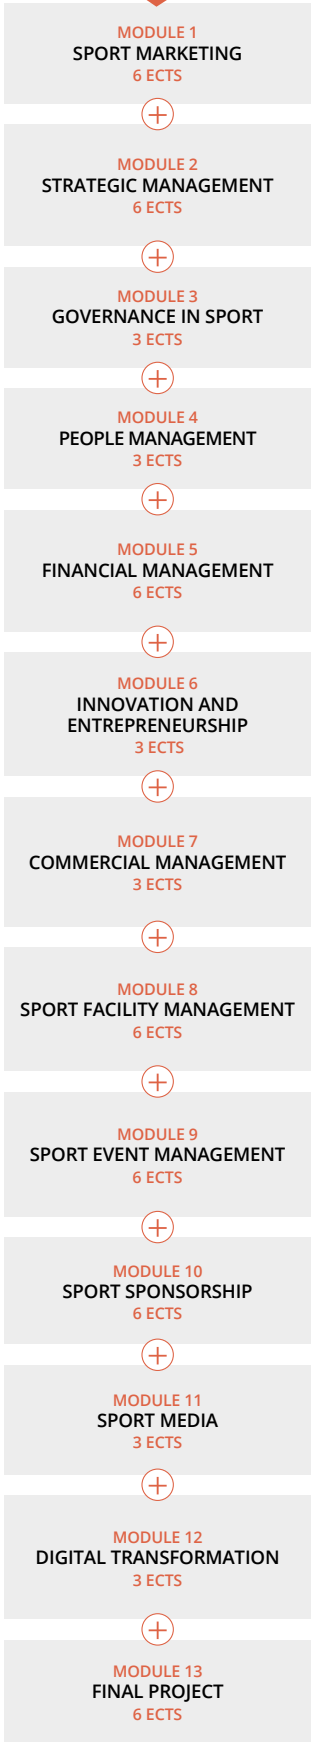 MODULE 1
SPORT MARKETING
6 ECTS
MODULE 2
STRATEGIC MANAGEMENT
6 ECTS
MODULE 3
GOVERNANCE IN SPORT
3 ECTS
MODULE 4
PEOPLE MANAGEMENT
3 ECTS
MODULE 5
FINANCIAL MANAGEMENT
6 ECTS
MODULE 6
INNOVATION AND
ENTREPRENEURSHIP
3 ECTS
MODULE 7
COMMERCIAL MANAGEMENT
3 ECTS
MODULE 8
SPORT FACILITY MANAGEMENT
6 ECTS
MODULE 9
SPORT EVENT MANAGEMENT
6 ECTS
MODULE 10
SPORT SPONSORSHIP
6 ECTS
MODULE 11
SPORT MEDIA
3 ECTS
MODULE 12
DIGITAL TRANSFORMATION
3 ECTS
MODULE 13
FINAL PROJECT
6 ECTS